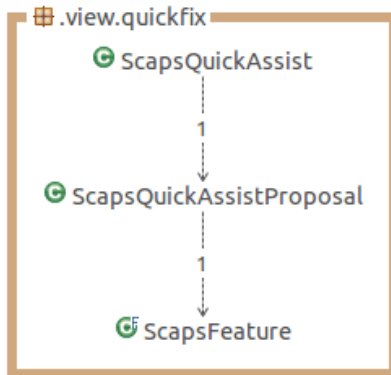 .view.quickfix
C ScapsQuickAssist
1
C ScapsQuickAssistProposal
1
C F ScapsFeature